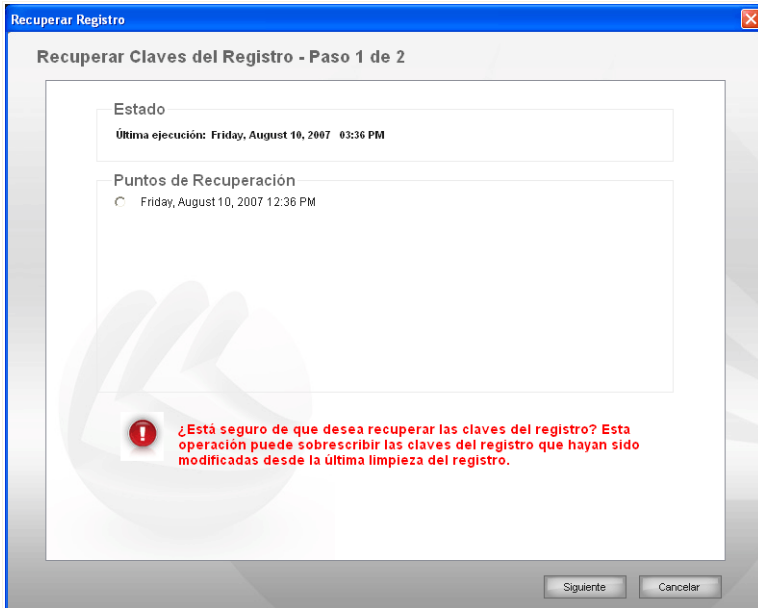 Recuperar Registro
Recuperar Claves del Registro - Paso 1 de 2
Estado
Última ejecución: Friday, August 10, 2007 03:36 PM
Puntos de Recuperación
Friday, August 10, 2007 12:36 PM
¿Está seguro de que desea recuperar las claves del registro? Esta
operación puede sobrescribir las claves del registro que hayan sido
modificadas desde la última limpieza del registro.
Siguiente
Cancelar